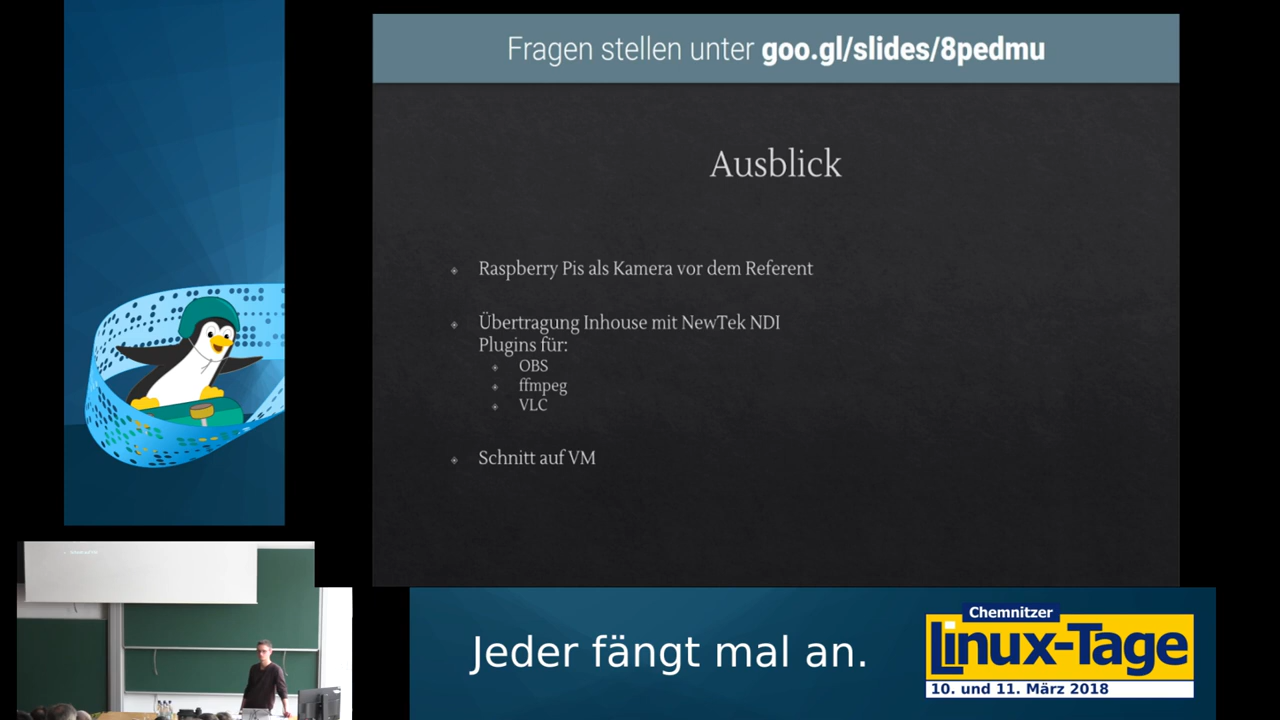 Fragen stellen unter goo.gl/slides/8pedmu
Ausblick
Raspberry Pis als Kamera vor dem Referent
Übertragung Inhouse mit NewTek NDI
Plugins für:
OBS
ffmpeg
VLC
Schnitt auf VM
Jeder fängt mal an.
Chemnitzer
Linux-Tage
10. und 11. März 2018